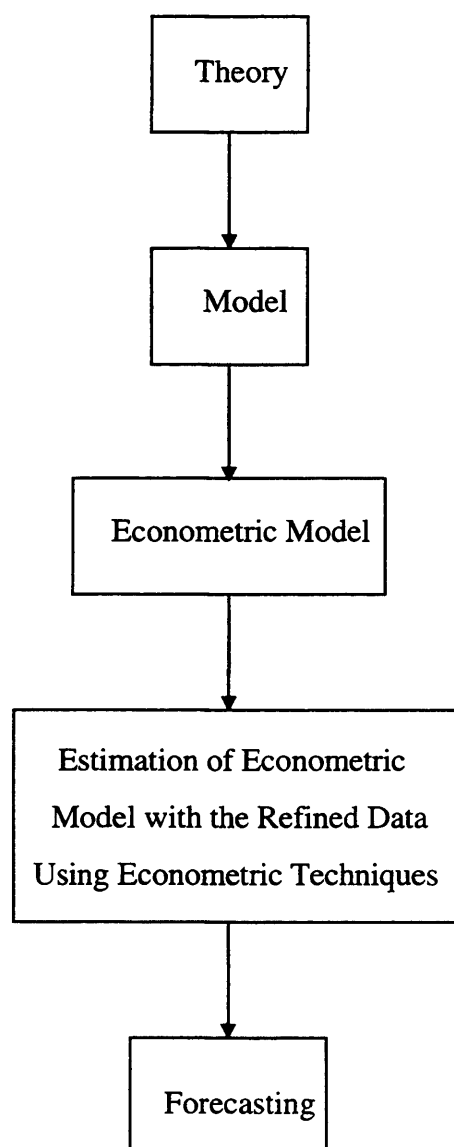 Theory
Model
Econometric Model
Estimation of Econometric
Model with the Refined Data
Using Econometric Techniques
Forecasting